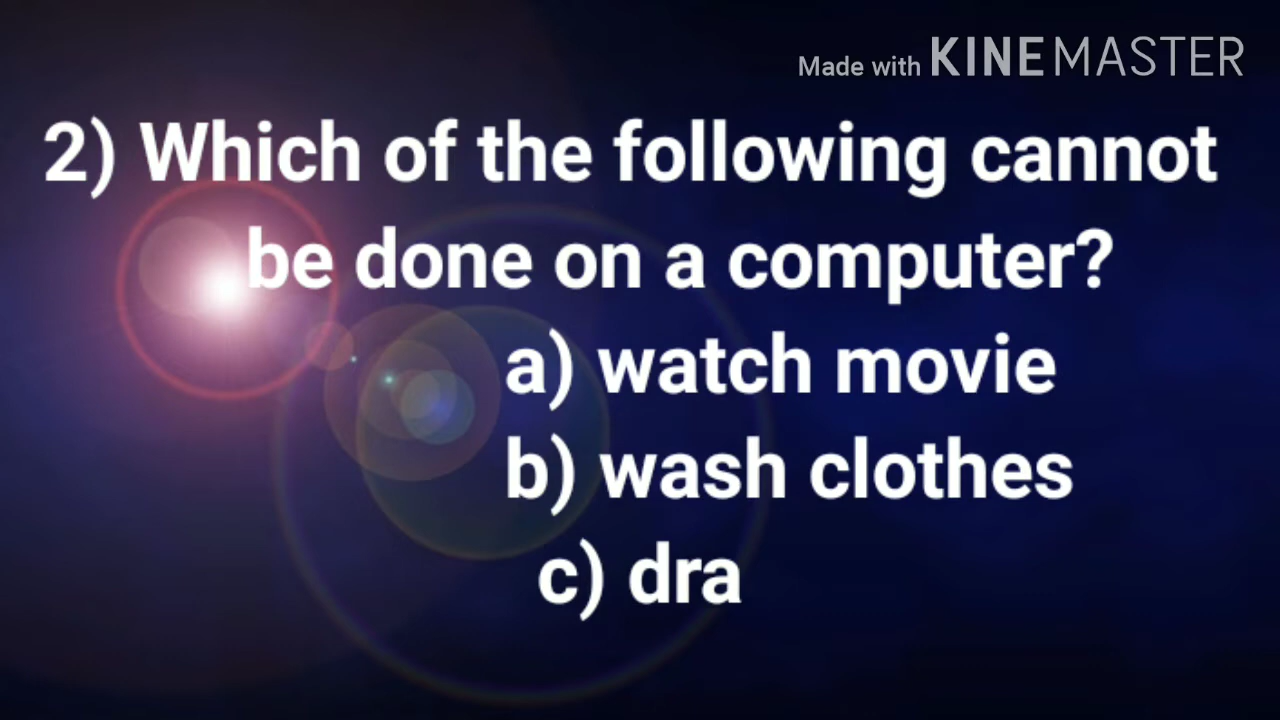 Made with KINEMASTER
2) Which of the following cannot
be done on a computer?
a) watch movie
b) wash clothes
c) dra